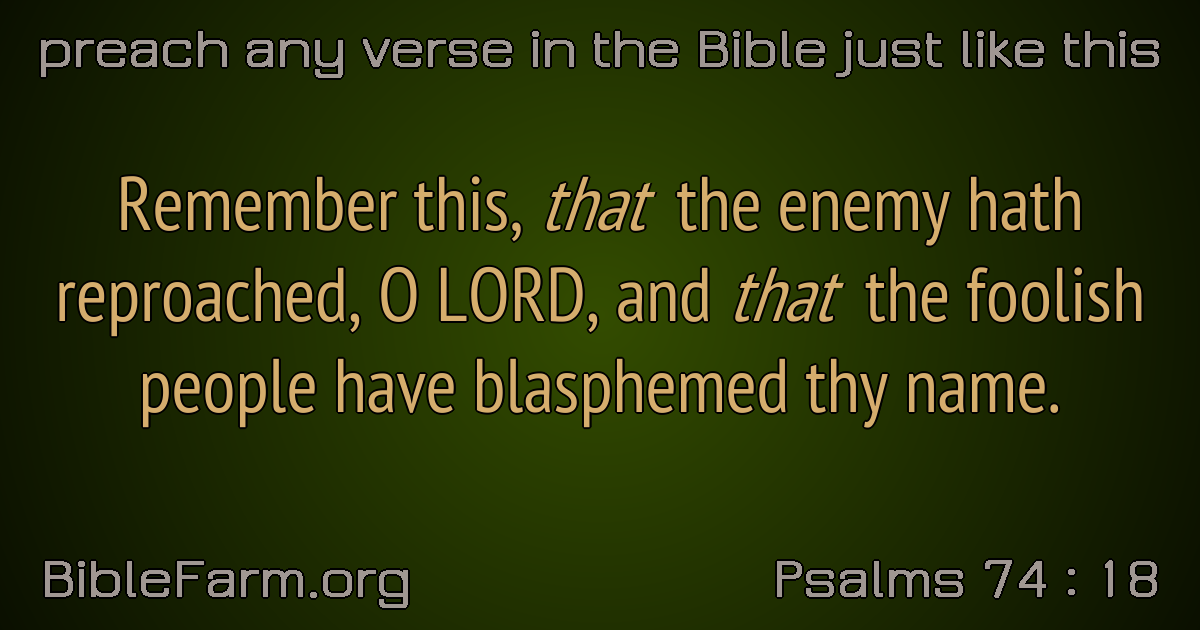 preach any verse in the Bible just like this
Remember this, that the enemy hath
reproached, O LORD, and that the foolish
people have blasphemed thy name.
BibleFarm.org
Psalms 74 : 18